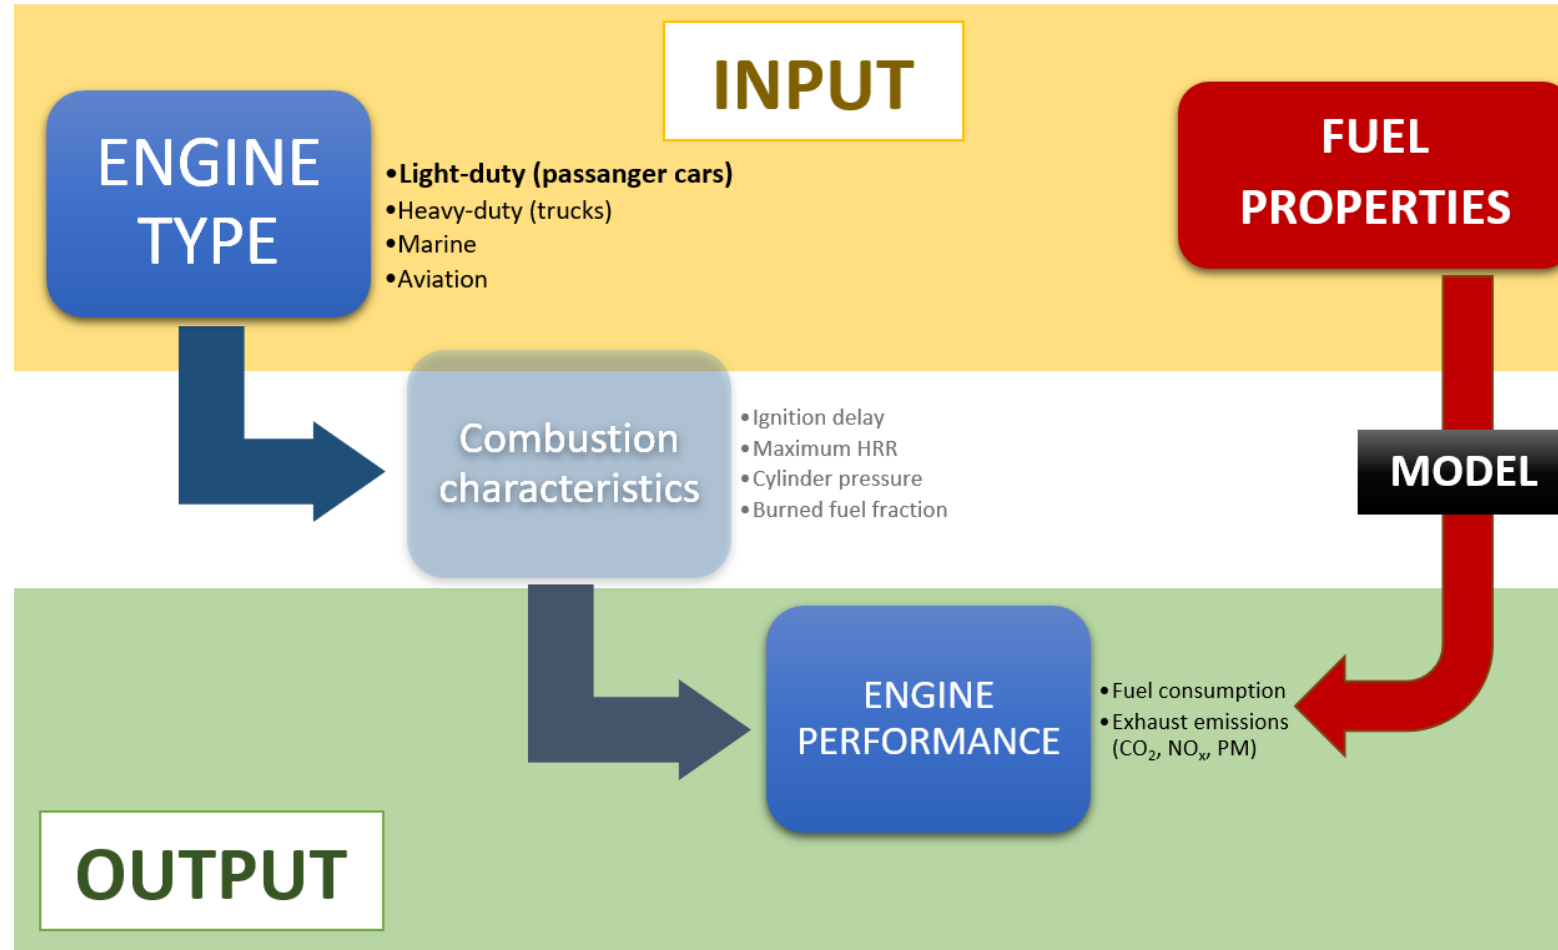 INPUT
ENGINE
TYPE
•Light-duty (passanger cars)
•Heavy-duty (trucks)
•Marine
•Aviation
FUEL
PROPERTIES
Combustion
characteristics
•Ignition delay
•Maximum HRR
•Cylinder pressure
•Burned fuel fraction
MODEL
ENGINE
PERFORMANCE
•Fuel consumption
•Exhaust emissions
(CO₂, NOₓ, PM)
OUTPUT